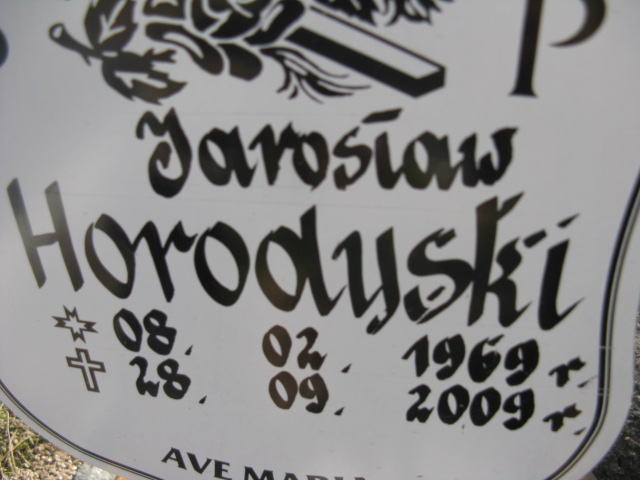 P
Jarosław
Horodyski
08. 02. 1969 r.
28. 09. 2009 r.
AVE MARIA